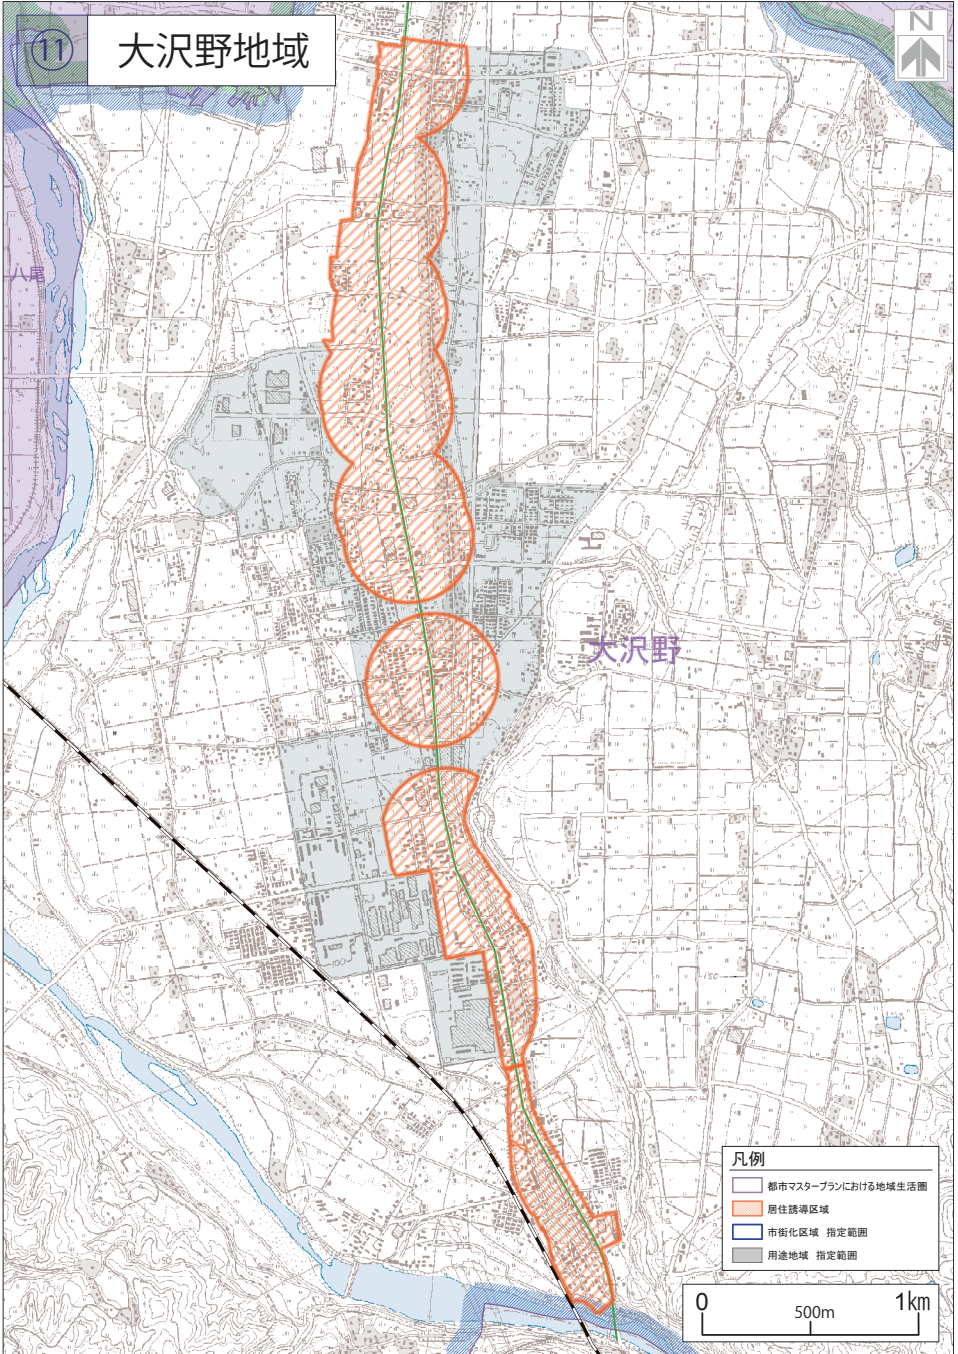 ⑪
大沢野地域
N
八尾
大沢野
凡例
都市マスタープランにおける地域生活圏
居住誘導区域
市街化区域 指定範囲
用途地域 指定範囲
0 500m 1km